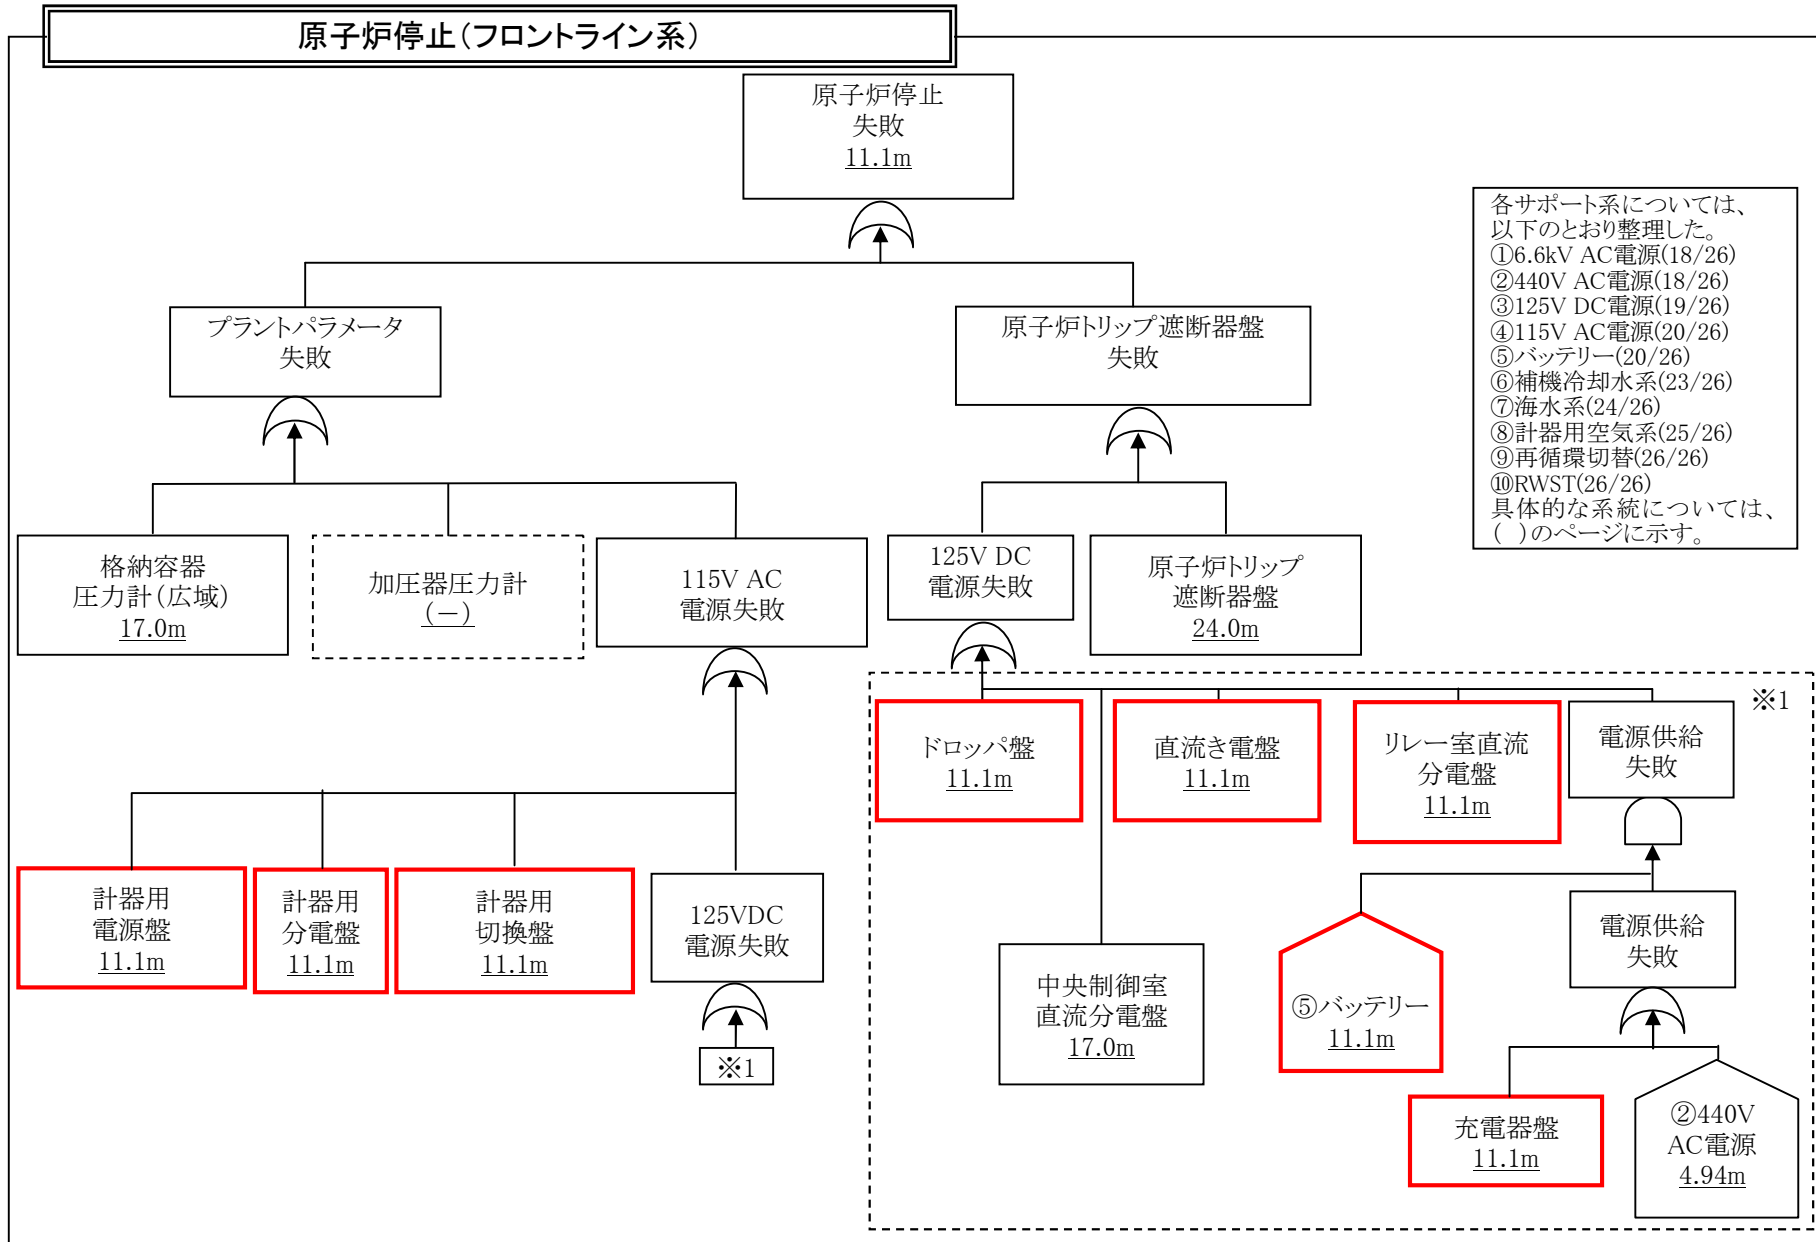 原子炉停止(フロントライン系)
原子炉停止
失敗
11.1m
各サポート系については、
以下のとおり整理した。
①6.6kV AC電源(18/26)
②440V AC電源(18/26)
③125V DC電源(19/26)
④115V AC電源(20/26)
⑤バッテリー(20/26)
⑥補機冷却水系(23/26)
⑦海水系(24/26)
⑧計器用空気系(25/26)
⑨再循環切替(26/26)
⑩RWST(26/26)
具体的な系統については、
( )のページに示す。
プラントパラメータ
失敗
原子炉トリップ遮断器盤
失敗
格納容器
圧力計(広域)
17.0m
加圧器圧力計
(－)
115V AC
電源失敗
125V DC
電源失敗
原子炉トリップ
遮断器盤
24.0m
※1
ドロッパ盤
11.1m
直流き電盤
11.1m
リレー室直流
分電盤
11.1m
電源供給
失敗
計器用
電源盤
11.1m
計器用
分電盤
11.1m
計器用
切換盤
11.1m
125VDC
電源失敗
※1
中央制御室
直流分電盤
17.0m
⑤バッテリー
11.1m
電源供給
失敗
充電器盤
11.1m
②440V
AC電源
4.94m